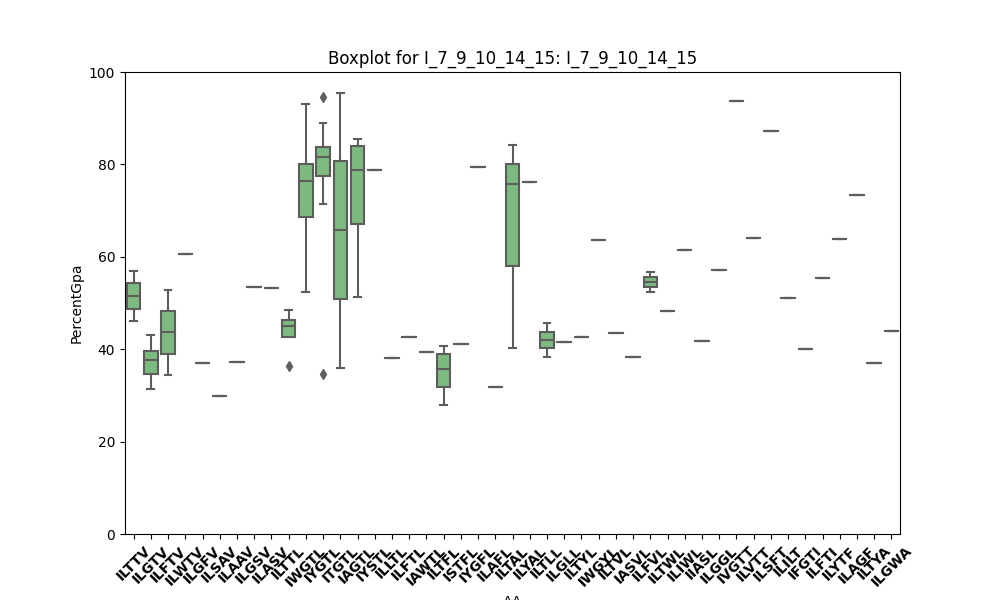 Boxplot for I_7_9_10_14_15: I_7_9_10_14_15
100
80
60
40
20
0
PercentGpa
ILTTV
ILGTV
ILFTV
ILWTV
ILGFV
ILSAV
ILAAV
ILGSV
ILASV
ILTTL
IWGTL
IYGTL
ITGTL
IAGTL
IYSTL
ILLTL
ILFTL
IAWTL
ILTFL
ISTFL
IYGFL
ILAFL
ILTAL
ILYAL
ILTLL
ILGLL
ILTYL
IWGYL
ILTVL
IASVL
ILFVL
ILTWL
ILIWL
IIASL
ILGGL
IVGTT
ILVTT
ILSFT
ILILT
IFGTI
ILFTI
ILYTF
ILAGF
ILTYA
ILGWA